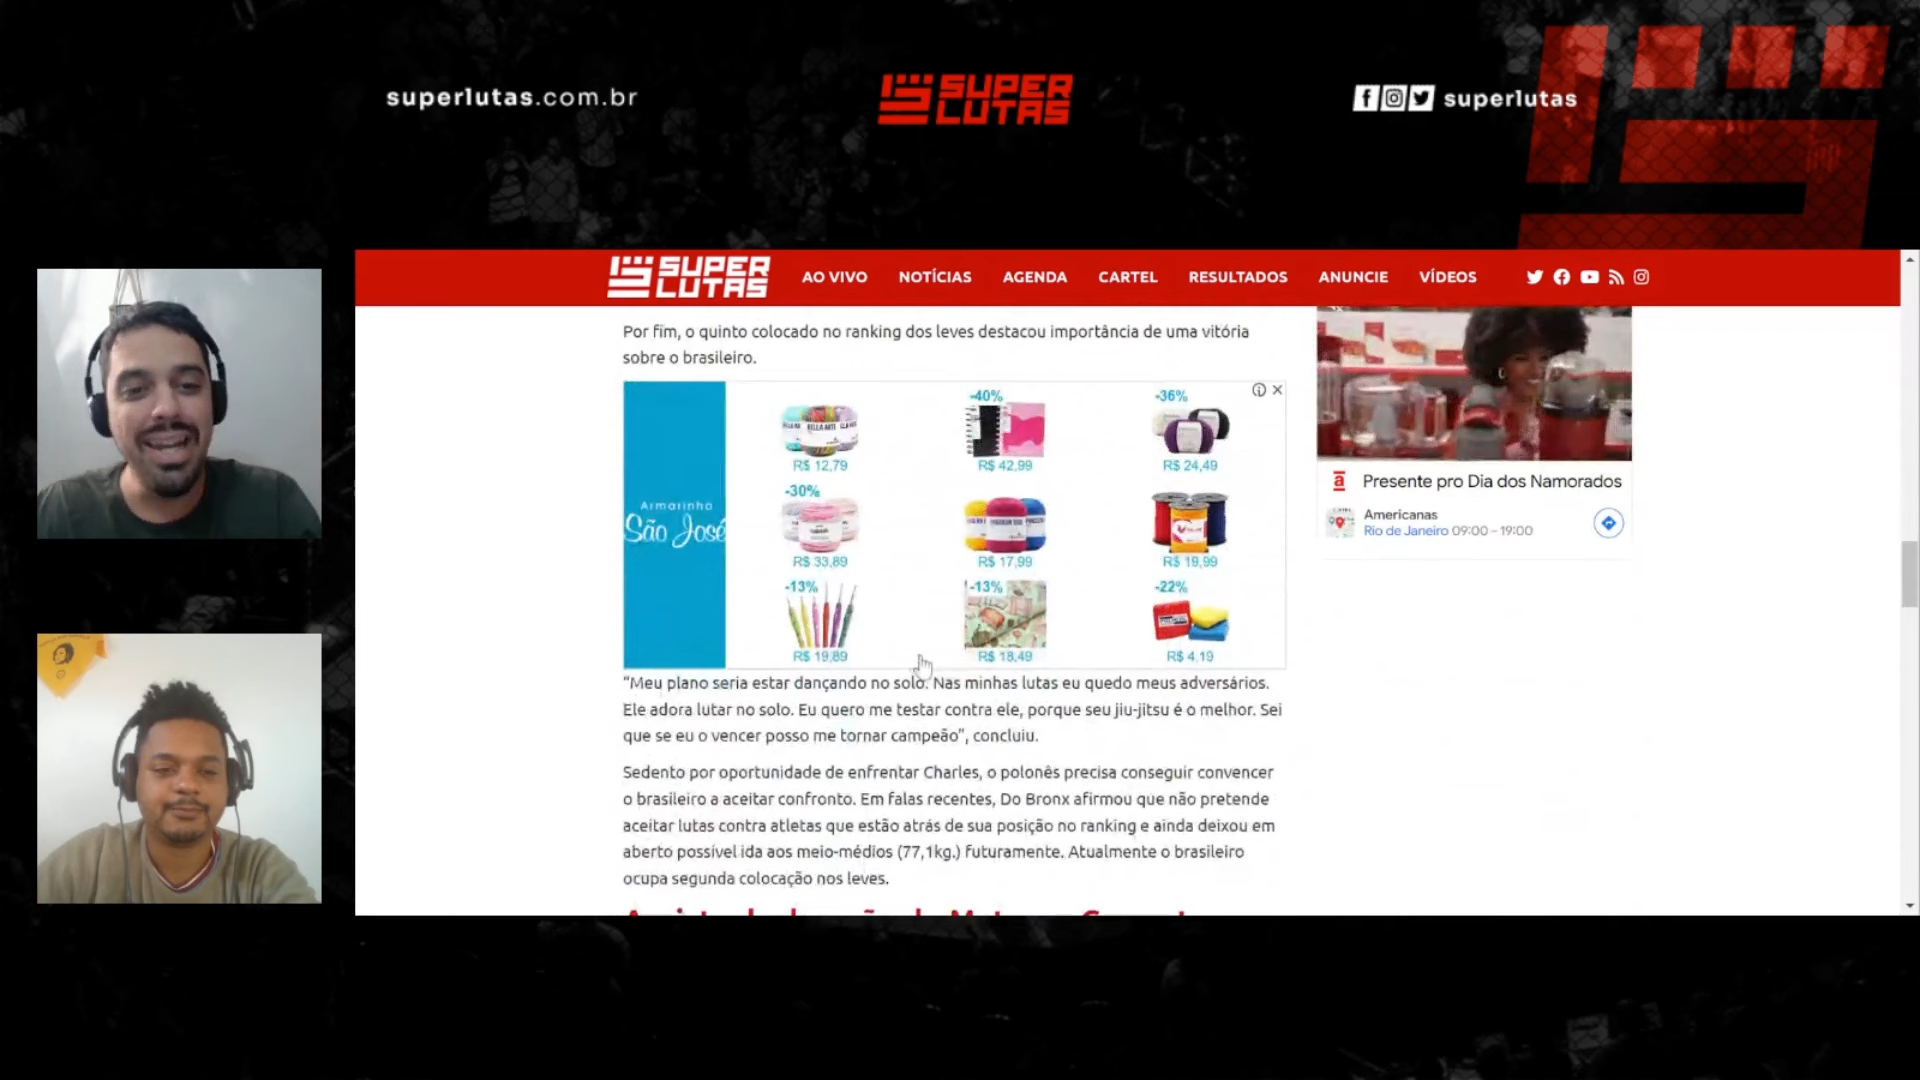 superlutas.com.br
SUPER
LUTAS
superlutas
SUPER
LUTAS
AO VIVO
NOTÍCIAS
AGENDA
CARTEL
RESULTADOS
ANUNCIE
VÍDEOS
Por fim, o quinto colocado no ranking dos leves destacou importância de uma vitória
sobre o brasileiro.
Armarinho
São José
R$ 12,79
-40%
R$ 42,99
-36%
R$ 24,49
-30%
R$ 33,89
R$ 17,99
R$ 19,99
-13%
R$ 19,89
-13%
R$ 18,49
-22%
R$ 4,19
Presente pro Dia dos Namorados
Americanas
Rio de Janeiro 09:00 – 19:00
“Meu plano seria estar dançando no solo. Nas minhas lutas eu quedo meus adversários.
Ele adora lutar no solo. Eu quero me testar contra ele, porque seu jiu-jitsu é o melhor. Sei
que se eu o vencer posso me tornar campeão”, concluiu.
Sedento por oportunidade de enfrentar Charles, o polonês precisa conseguir convencer
o brasileiro a aceitar confronto. Em falas recentes, Do Bronx afirmou que não pretende
aceitar lutas contra atletas que estão atrás de sua posição no ranking e ainda deixou em
aberto possível ida aos meio-médios (77,1kg.) futuramente. Atualmente o brasileiro
ocupa segunda colocação nos leves.